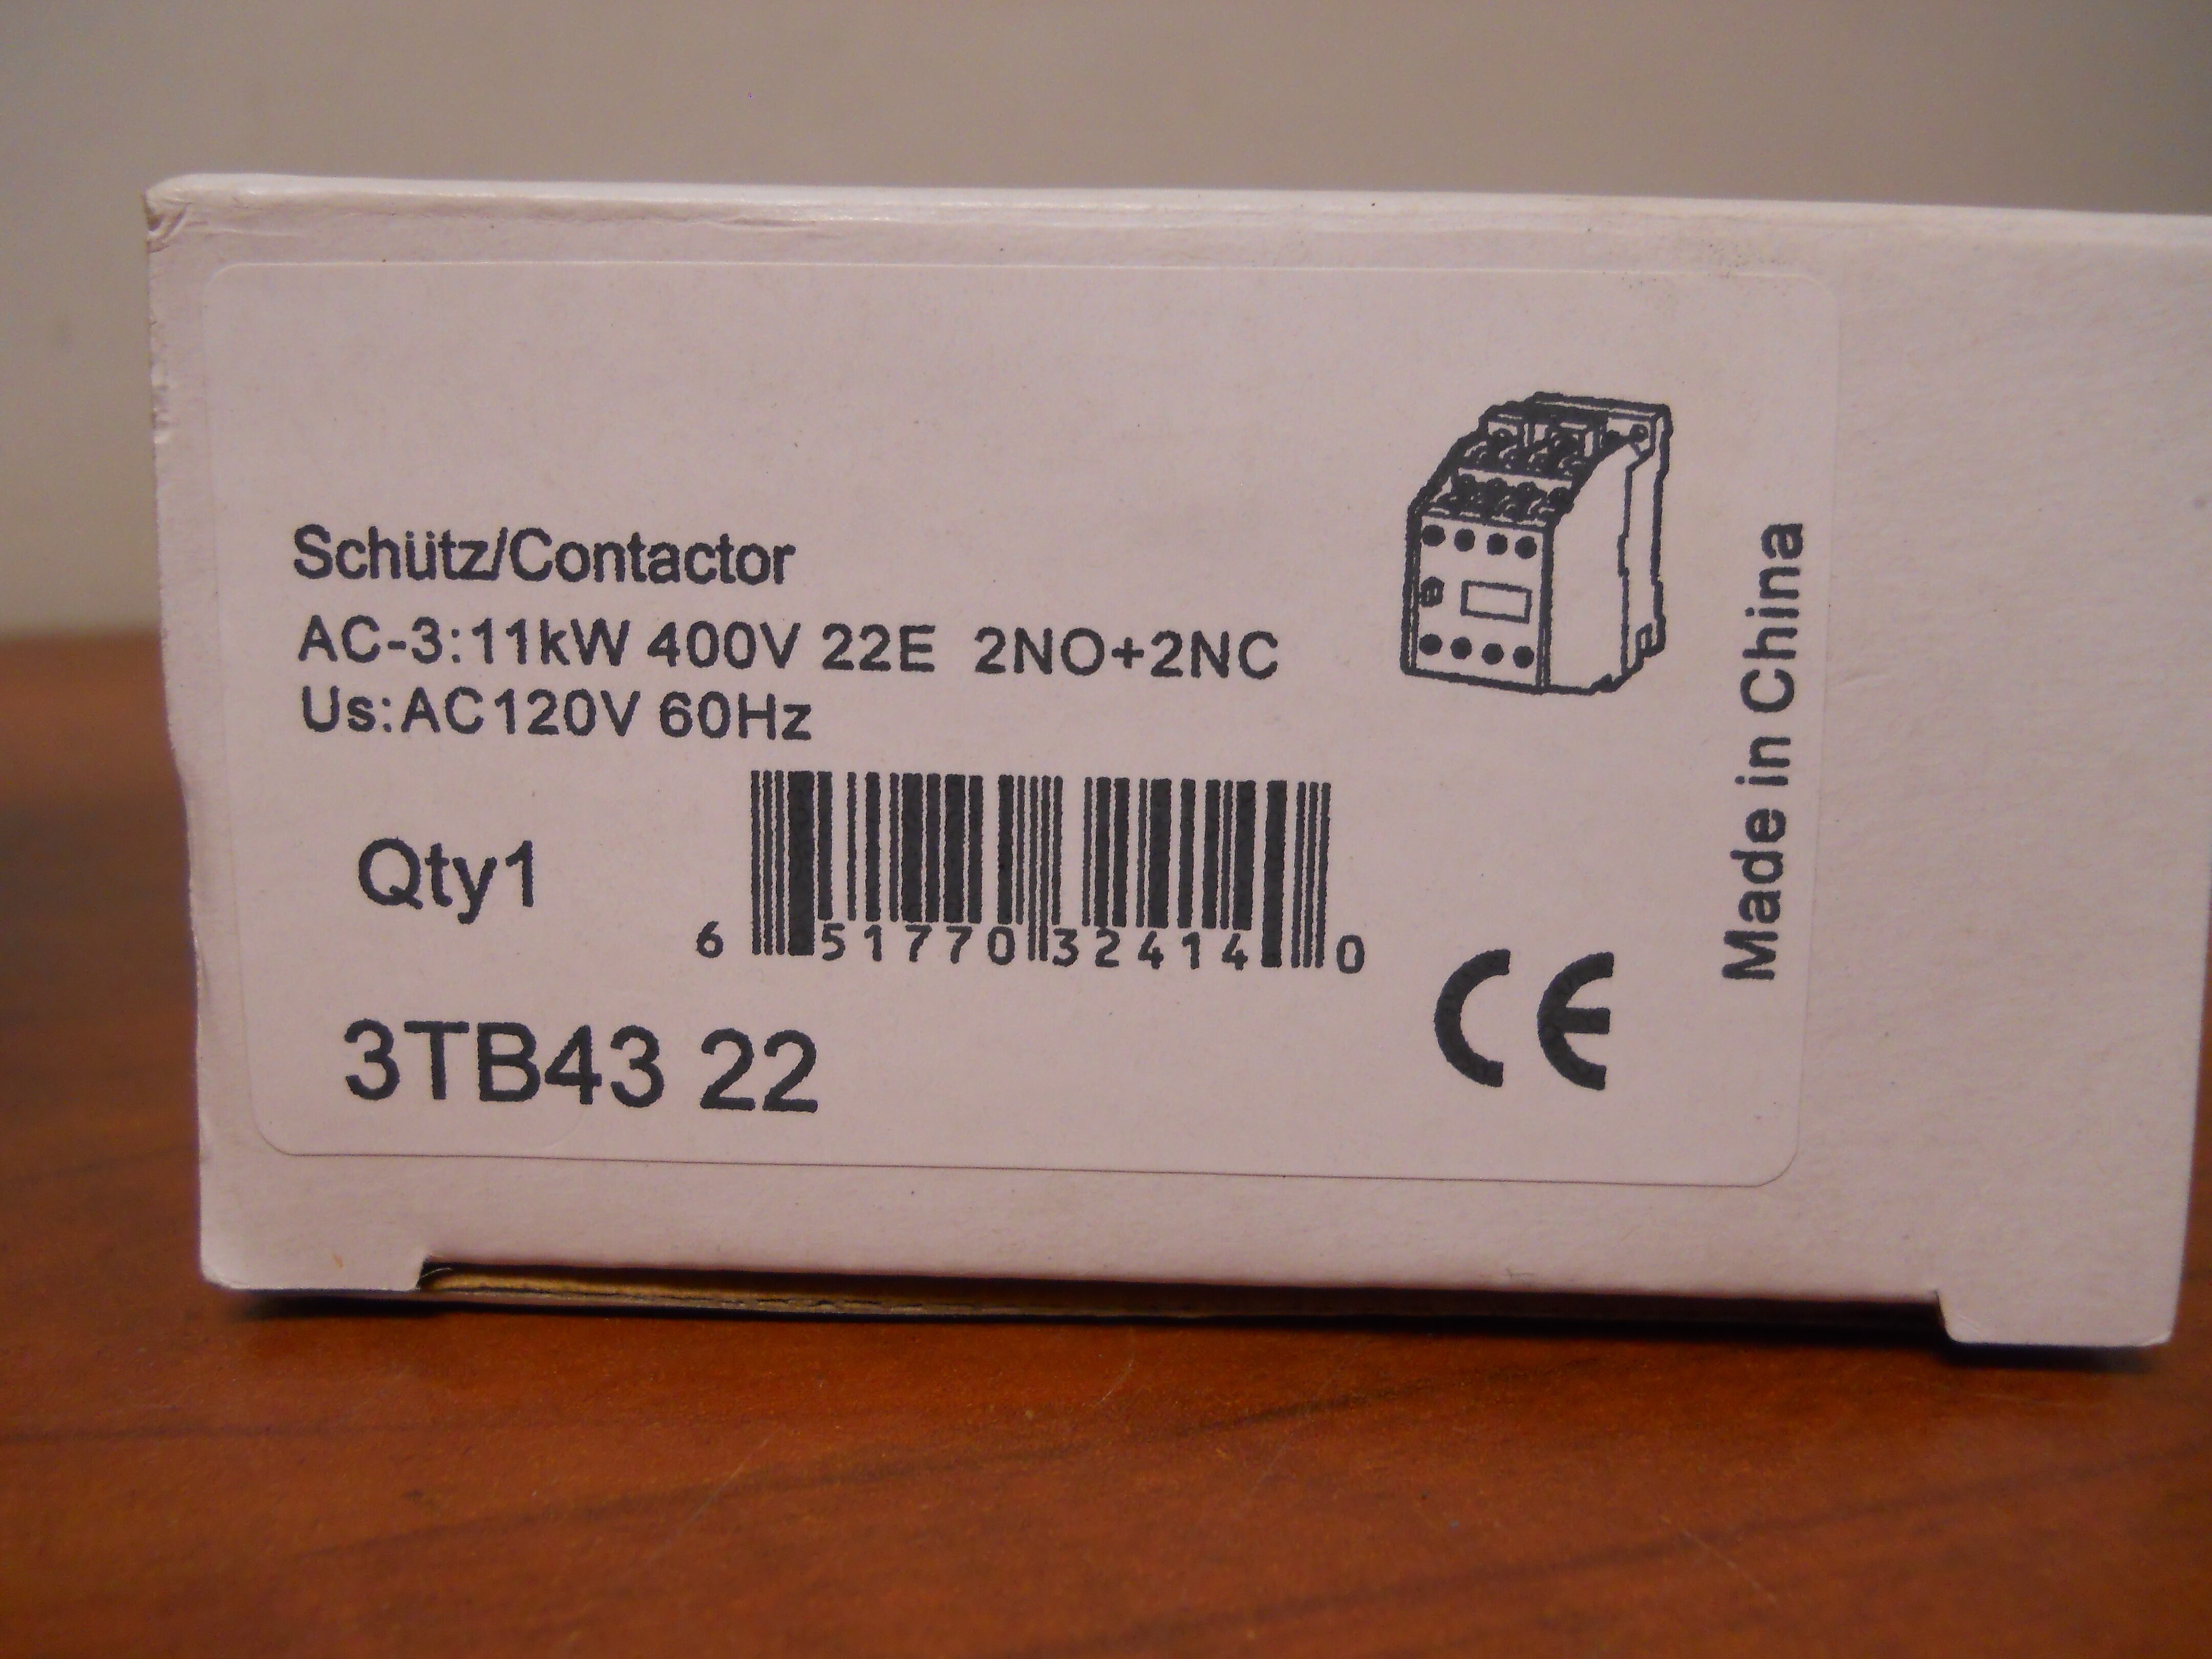 Schütz/Contactor
AC-3:11kW 400V 22E 2NO+2NC
Us:AC120V 60Hz
Qty1
6 51770 32414 0
3TB43 22
CE
Made in China